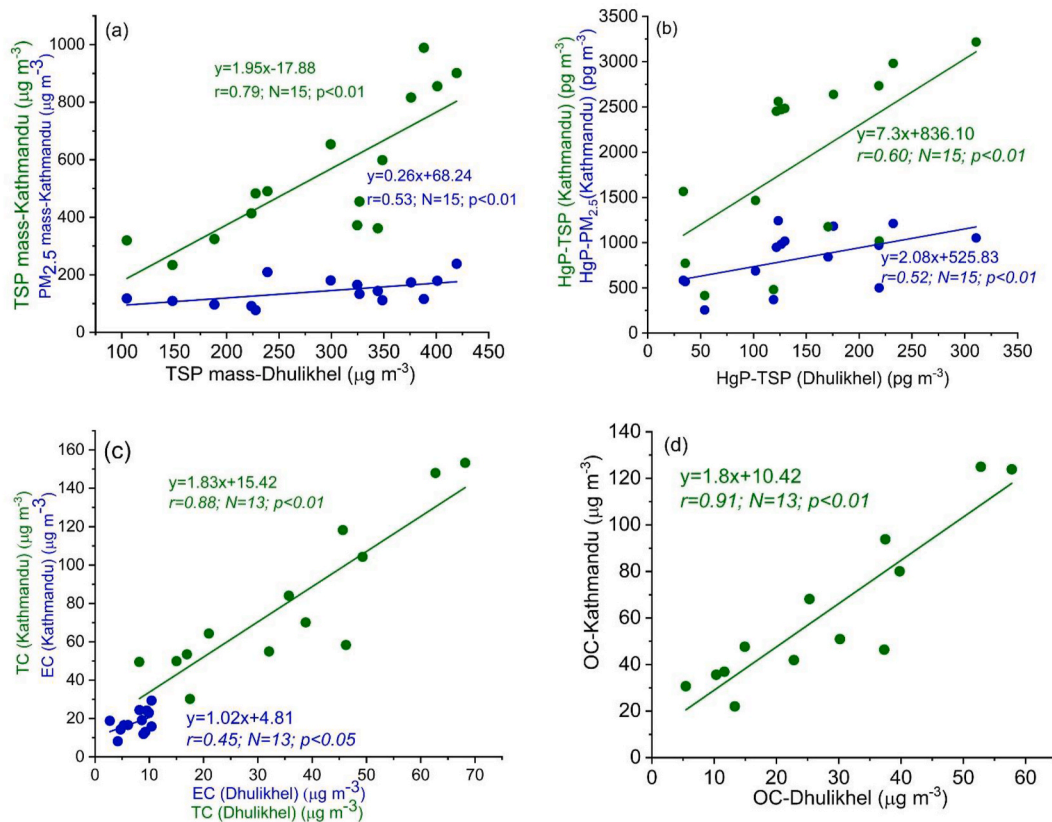 (a)
TSP mass-Kathmandu (μg m-3)
PM2.5 mass-Kathmandu (μg m-3)
1000
800
600
400
200
0
y=1.95x-17.88
r=0.79; N=15; p<0.01
y=0.26x+68.24
r=0.53; N=15; p<0.01
100 150 200 250 300 350 400 450
TSP mass-Dhulikhel (μg m-3)
(b)
HgP-TSP (Kathmandu) (pg m-3)
HgP-PM2.5(Kathmandu) (pg m-3)
3500
3000
2500
2000
1500
1000
500
0
y=7.3x+836.10
r=0.60; N=15; p<0.01
y=2.08x+525.83
r=0.52; N=15; p<0.01
0 50 100 150 200 250 300 350
HgP-TSP (Dhulikhel) (pg m-3)
(c)
TC (Kathmandu) (μg m-3)
EC (Kathmandu) (μg m-3)
160
140
120
100
80
60
40
20
0
y=1.83x+15.42
r=0.88; N=13; p<0.01
y=1.02x+4.81
r=0.45; N=13; p<0.05
0 10 20 30 40 50 60 70
EC (Dhulikhel) (μg m-3)
TC (Dhulikhel) (μg m-3)
(d)
OC-Kathmandu (μg m-3)
140
120
100
80
60
40
20
0
y=1.8x+10.42
r=0.91; N=13; p<0.01
0 10 20 30 40 50 60
OC-Dhulikhel (μg m-3)